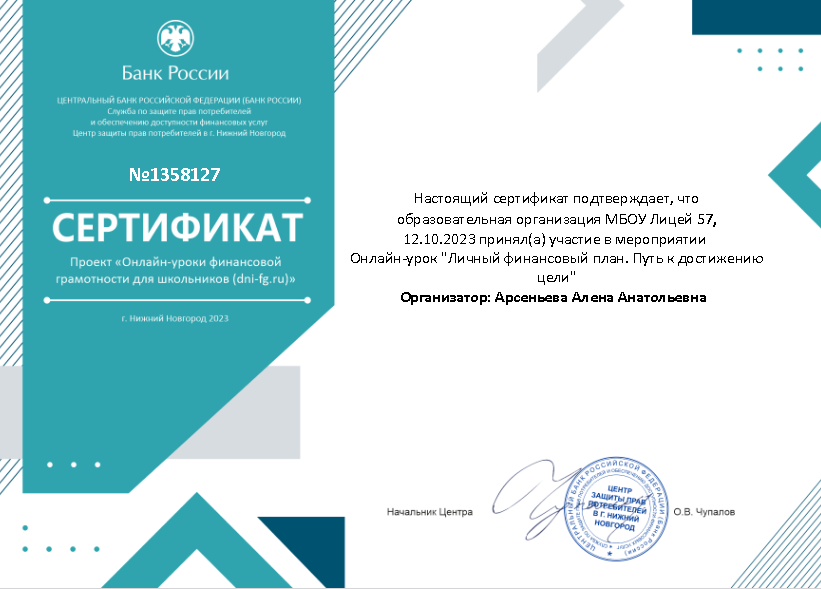 Банк России
ЦЕНТРАЛЬНЫЙ БАНК РОССИЙСКОЙ ФЕДЕРАЦИИ (БАНК РОССИИ)
Служба по защите прав потребителей
и обеспечению доступности финансовых услуг
Центр защиты прав потребителей в г. Нижний Новгород
№1358127
СЕРТИФИКАТ
Проект «Онлайн-уроки финансовой
грамотности для школьников (dni-fg.ru)»
г. Нижний Новгород 2023
Настоящий сертификат подтверждает, что
образовательная организация МБОУ Лицей 57,
12.10.2023 принял(а) участие в мероприятии
Онлайн-урок "Личный финансовый план. Путь к достижению
цели"
Организатор: Арсеньева Алена Анатольевна
Начальник Центра
ЦЕНТРАЛЬНЫЙ БАНК РОССИЙСКОЙ ФЕДЕРАЦИИ (Банк России)
ЦЕНТР
ЗАЩИТЫ ПРАВ
ПОТРЕБИТЕЛЕЙ
В Г. НИЖНИЙ
НОВГОРОД
О.В. Чупалов